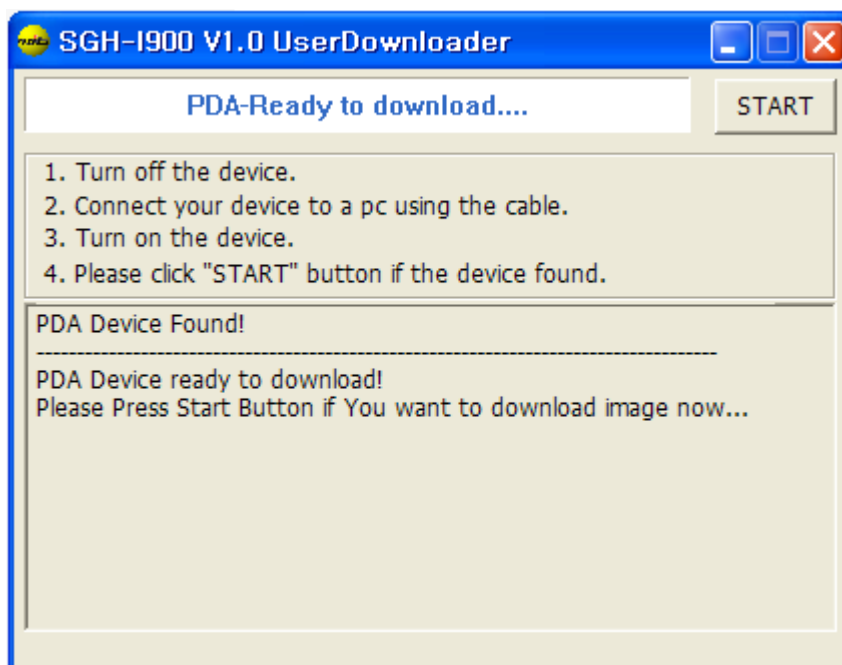 SGH-I900 V1.0 UserDownloader
PDA-Ready to download....
START
1. Turn off the device.
2. Connect your device to a pc using the cable.
3. Turn on the device.
4. Please click "START" button if the device found.
PDA Device Found!
--------------------------------------------------------------------------------------
PDA Device ready to download!
Please Press Start Button if You want to download image now...